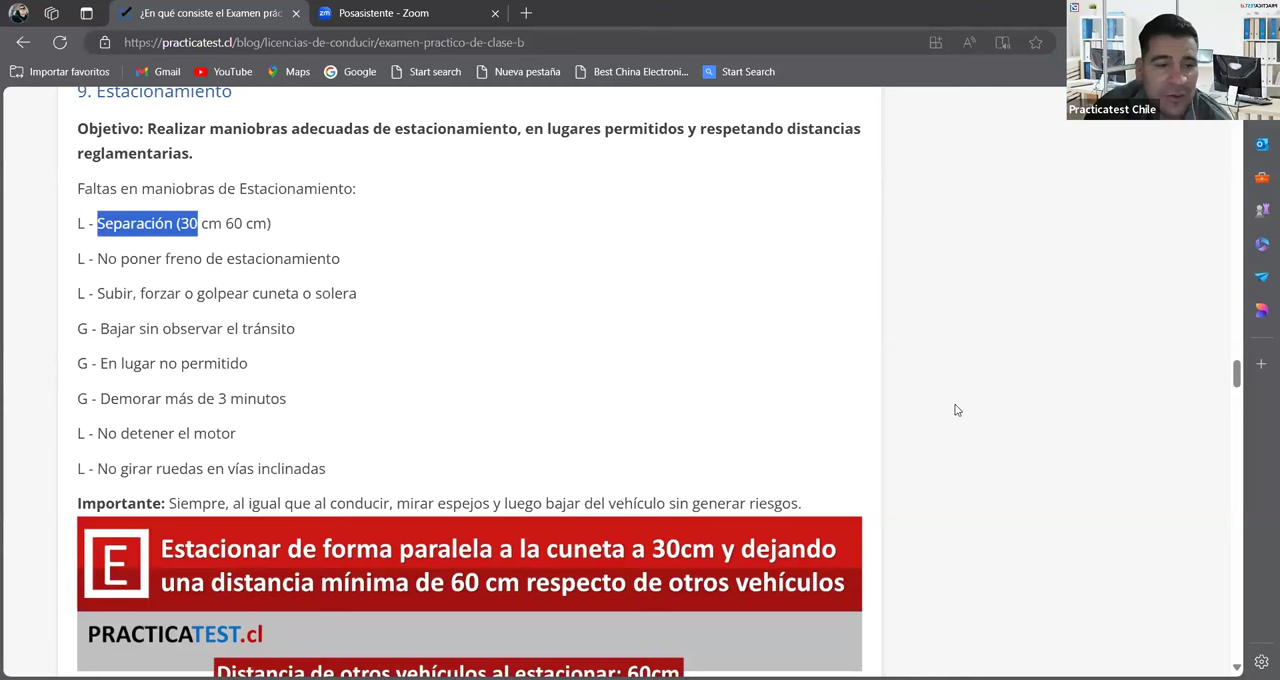 ¿En qué consiste el Examen prác
Posasistente - Zoom
https://practicatest.cl/blog/licencias-de-conducir/examen-practico-de-clase-b
Importar favoritos
Gmail
YouTube
Maps
Google
Start search
Nueva pestaña
Best China Electroni...
Start Search
Practicatest Chile
9. Estacionamiento
Objetivo: Realizar maniobras adecuadas de estacionamiento, en lugares permitidos y respetando distancias
reglamentarias.
Faltas en maniobras de Estacionamiento:
L - Separación (30 cm 60 cm)
L - No poner freno de estacionamiento
L - Subir, forzar o golpear cuneta o solera
G - Bajar sin observar el tránsito
G - En lugar no permitido
G - Demorar más de 3 minutos
L - No detener el motor
L - No girar ruedas en vías inclinadas
Importante: Siempre, al igual que al conducir, mirar espejos y luego bajar del vehículo sin generar riesgos.
E
Estacionar de forma paralela a la cuneta a 30cm y dejando
una distancia mínima de 60 cm respecto de otros vehículos
PRACTICATEST.cl
Distancia de otros vehículos al estacionar: 60cm